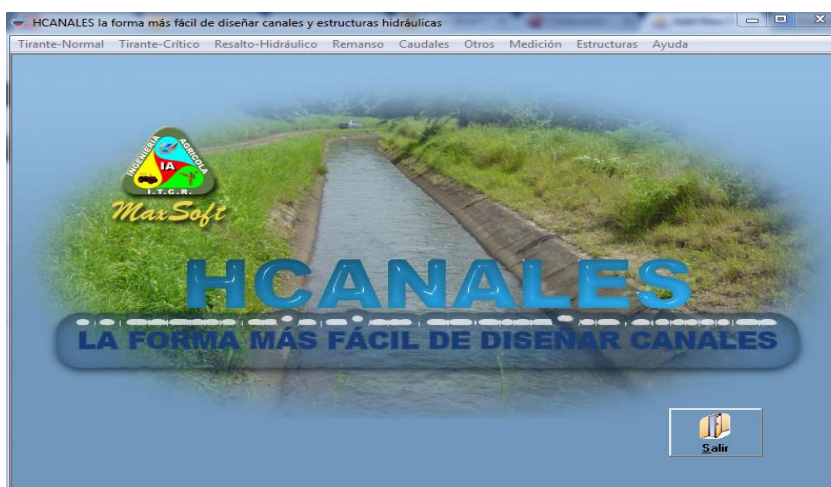 HCANALES la forma más fácil de diseñar canales y estructuras hidráulicas
Tirante-Normal Tirante-Crítico Resalto-Hidráulico Remanso Caudales Otros Medición Estructuras Ayuda
INGENIERIA AGRICOLA
IA
I.T.C.R.
MaxSoft
HCANALES
LA FORMA MÁS FÁCIL DE DISEÑAR CANALES
Salir